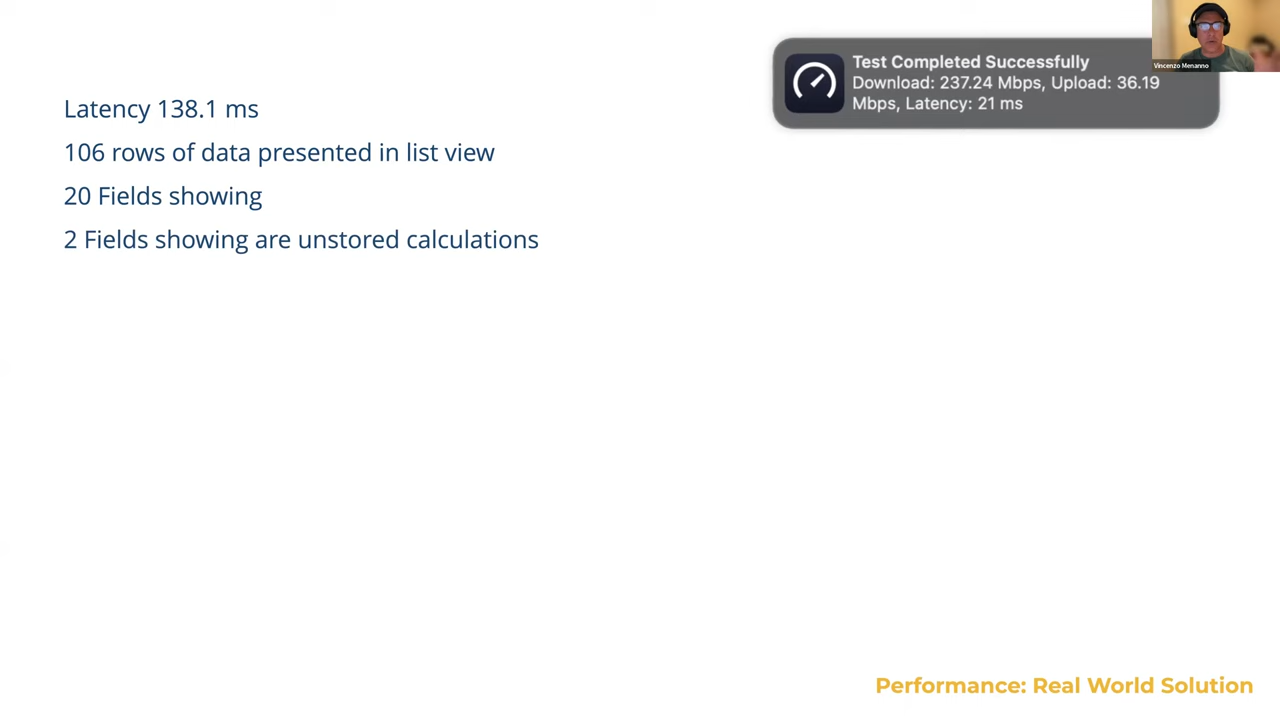 Latency 138.1 ms
106 rows of data presented in list view
20 Fields showing
2 Fields showing are unstored calculations
Test Completed Successfully
Download: 237.24 Mbps, Upload: 36.19
Mbps, Latency: 21 ms
Vincenzo Menanno
Performance: Real World Solution